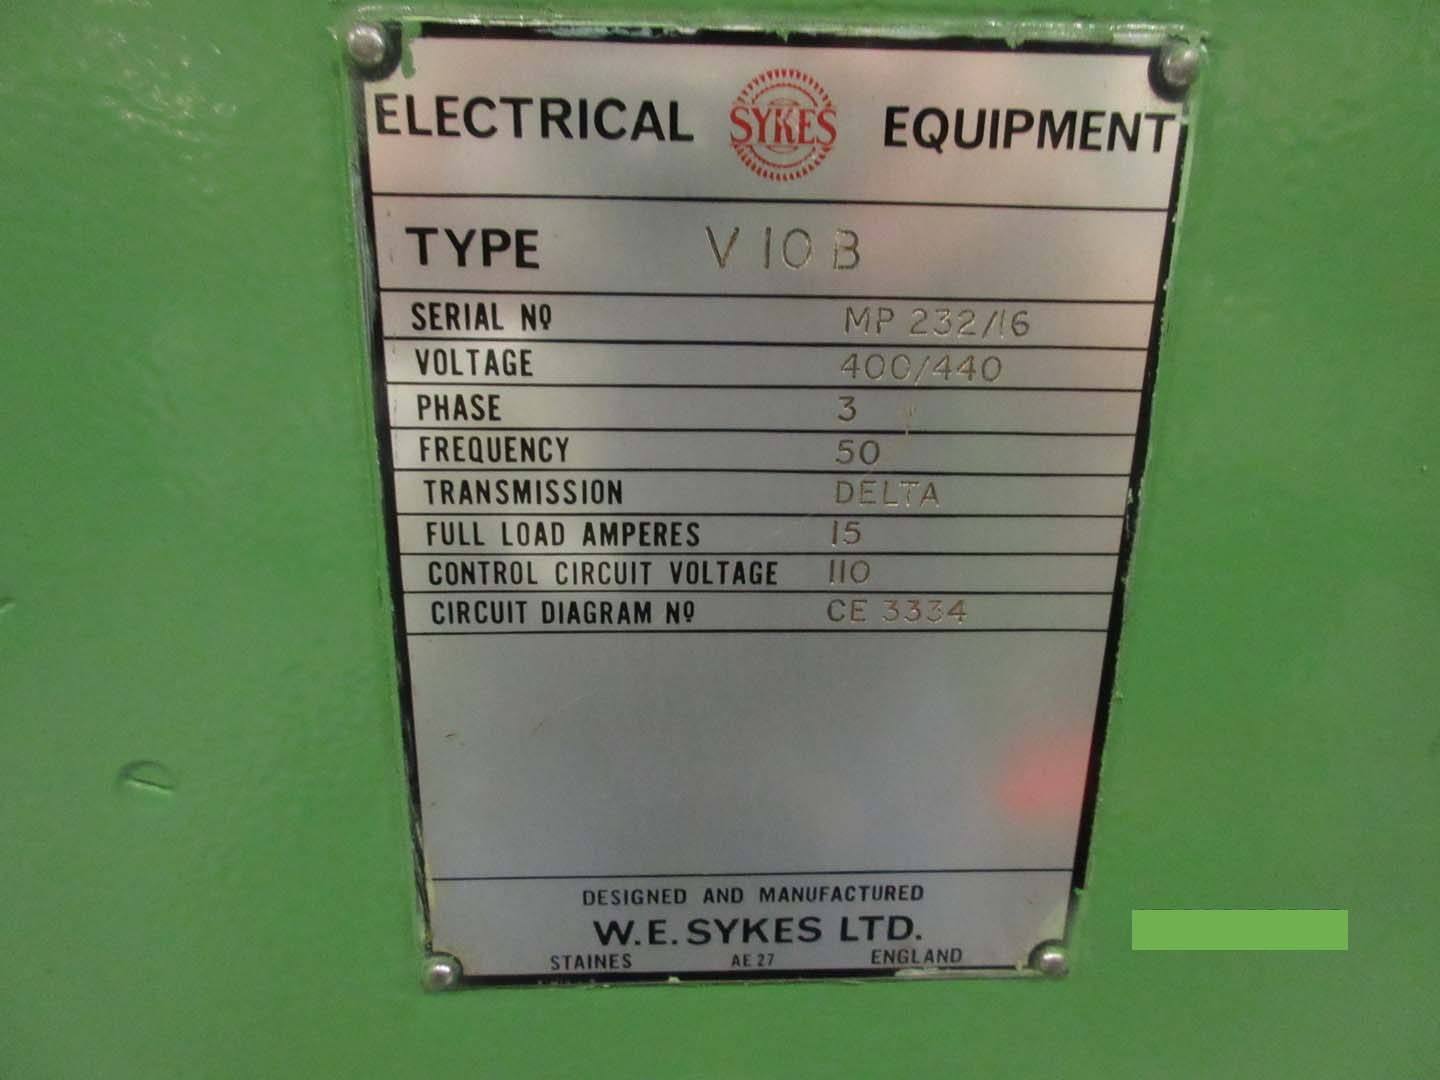 ELECTRICAL SYKES EQUIPMENT
TYPE V10B
SERIAL Nº MP 232/16
VOLTAGE 400/440
PHASE 3
FREQUENCY 50
TRANSMISSION DELTA
FULL LOAD AMPERES 15
CONTROL CIRCUIT VOLTAGE 110
CIRCUIT DIAGRAM Nº CE 3334
DESIGNED AND MANUFACTURED
W.E. SYKES LTD.
STAINES AE 27 ENGLAND